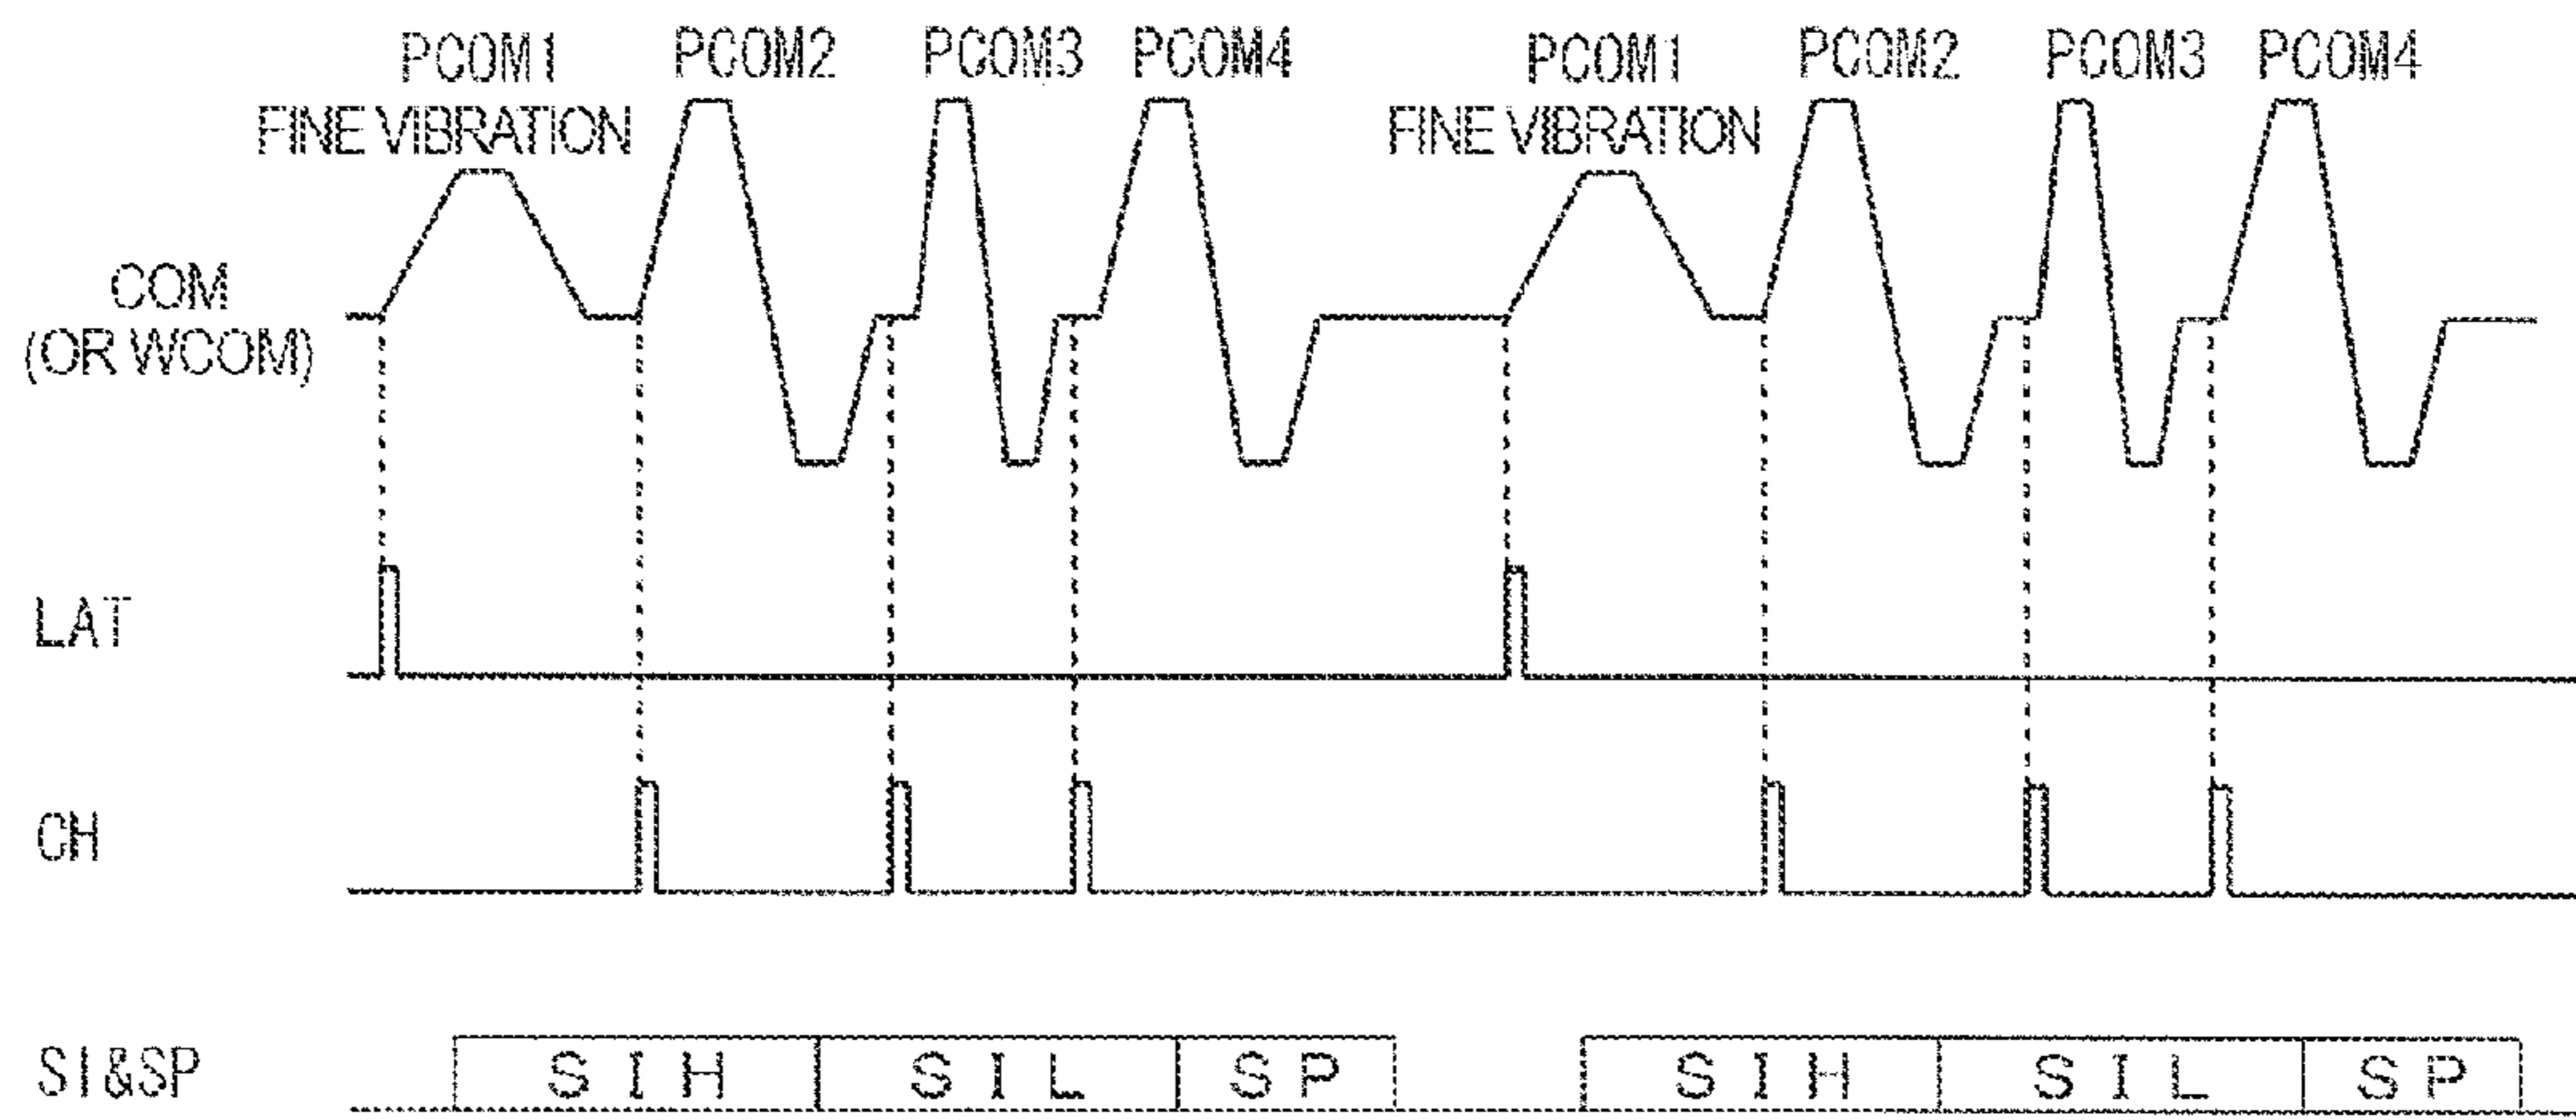 PCOM1 PCOM2 PCOM3 PCOM4 PCOM1 PCOM2 PCOM3 PCOM4
FINE VIBRATION FINE VIBRATION
COM
(OR WCOM)
LAT
CH
SI&SP SIH SIL SP SIH SIL SP